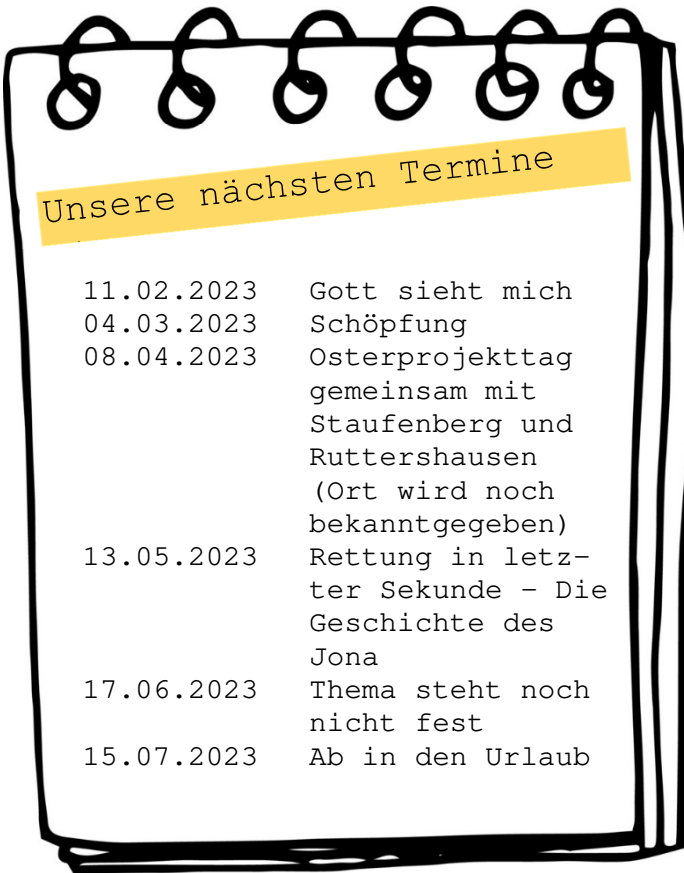 Unsere nächsten Termine
11.02.2023 Gott sieht mich
04.03.2023 Schöpfung
08.04.2023 Osterprojekttag
gemeinsam mit
Staufenberg und
Ruttershausen
(Ort wird noch
bekanntgegeben)
13.05.2023 Rettung in letz-
ter Sekunde - Die
Geschichte des
Jona
17.06.2023 Thema steht noch
nicht fest
15.07.2023 Ab in den Urlaub